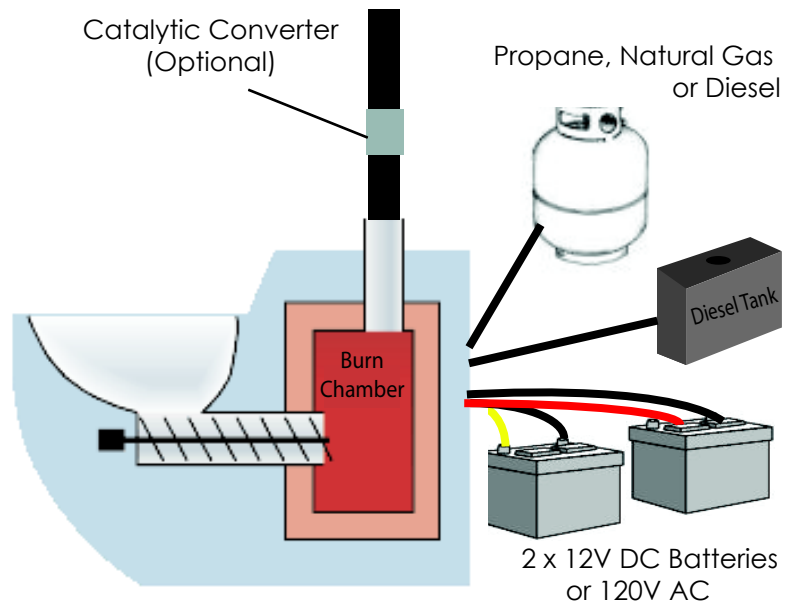 Catalytic Converter
(Optional)
Propane, Natural Gas
or Diesel
Diesel Tank
Burn
Chamber
2 x 12V DC Batteries
or 120V AC